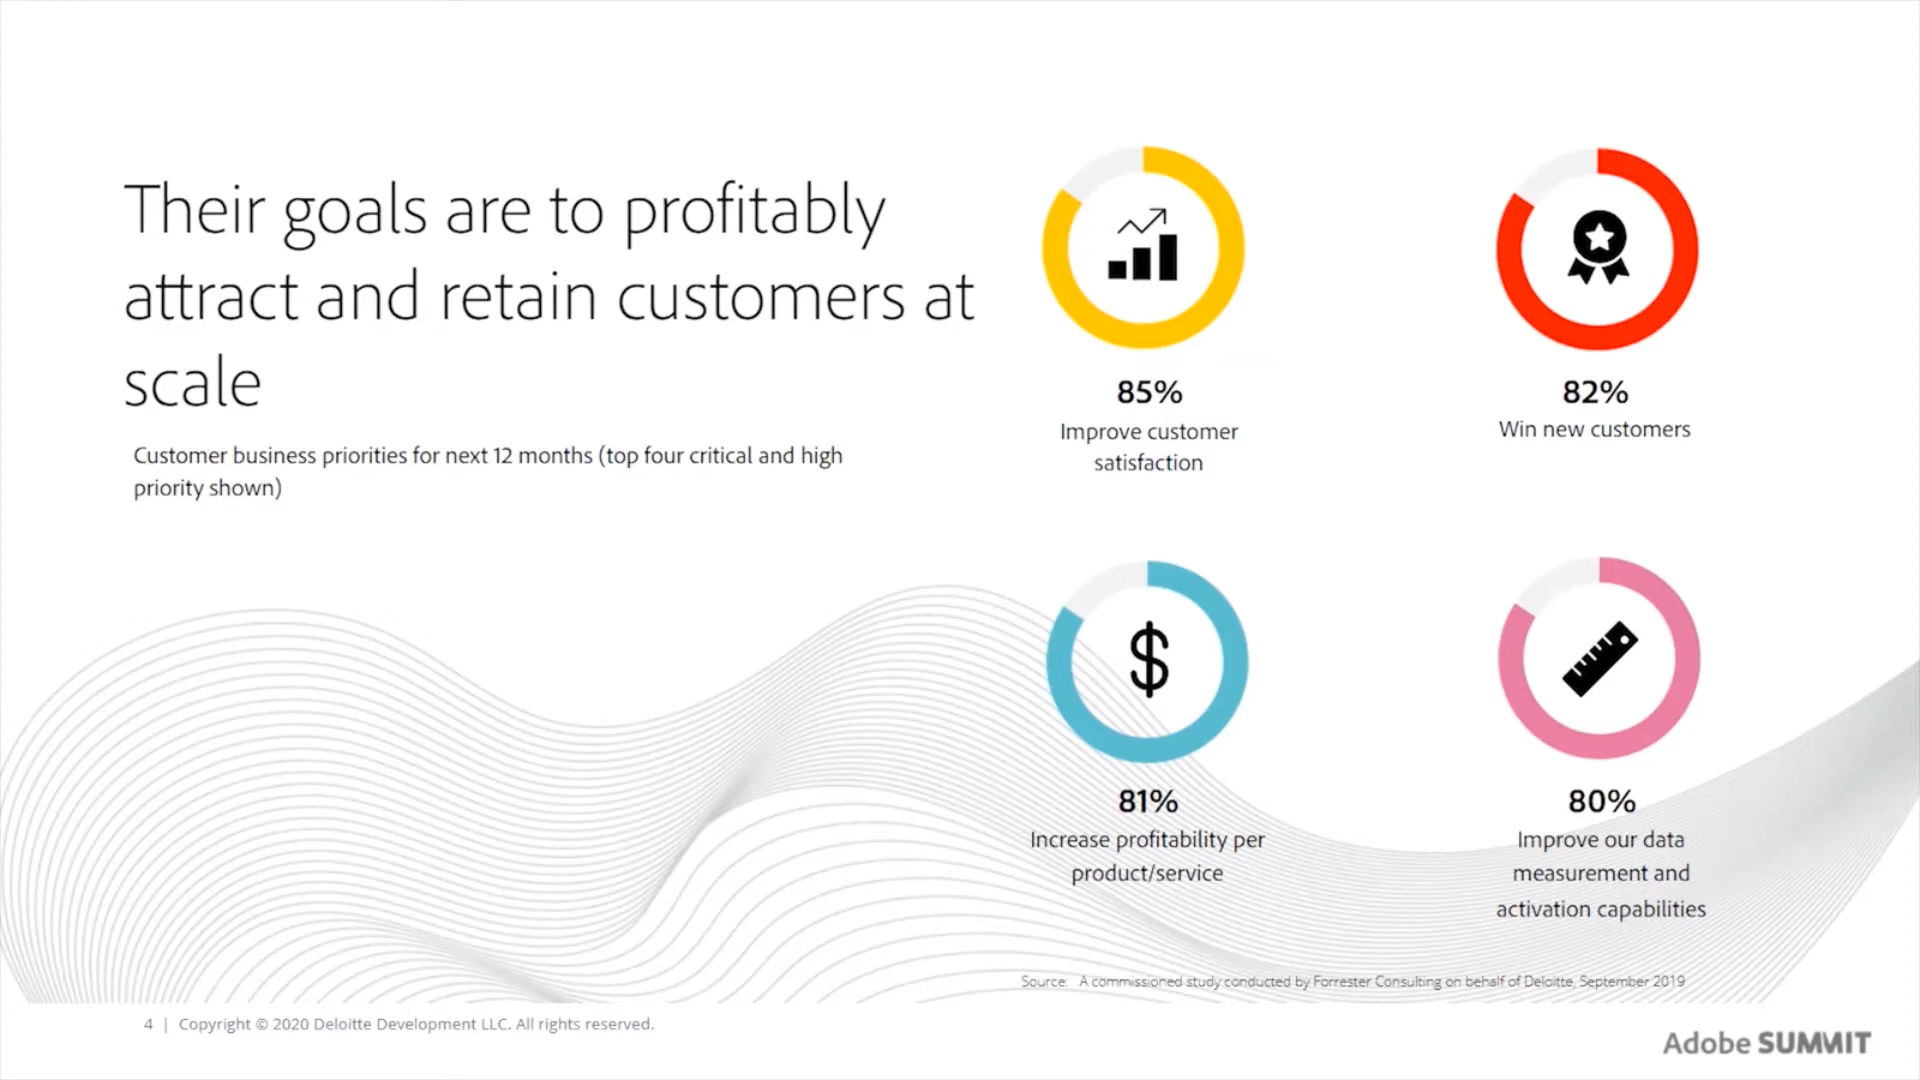 Their goals are to profitably
attract and retain customers at
scale
Customer business priorities for next 12 months (top four critical and high
priority shown)
85%
Improve customer
satisfaction
82%
Win new customers
$
81%
Increase profitability per
product/service
80%
Improve our data
measurement and
activation capabilities
Source: A commissioned study conducted by Forrester Consulting on behalf of Deloitte, September 2019
4 | Copyright © 2020 Deloitte Development LLC. All rights reserved.
Adobe SUMMIT